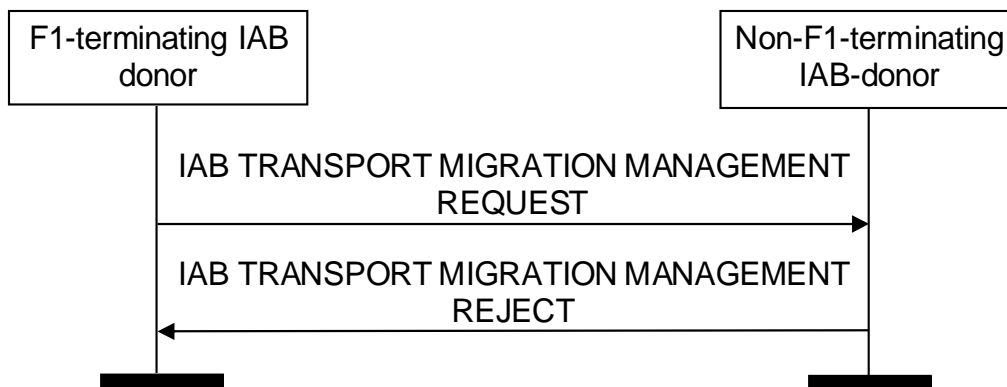 F1-terminating IAB
donor
Non-F1-terminating
IAB-donor
IAB TRANSPORT MIGRATION MANAGEMENT
REQUEST
IAB TRANSPORT MIGRATION MANAGEMENT
REJECT